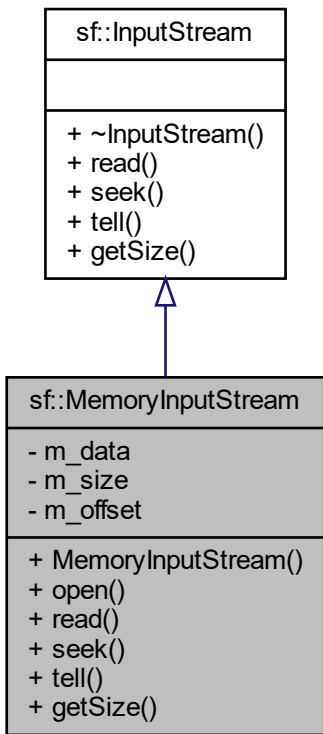 sf::InputStream
+ ~InputStream()
+ read()
+ seek()
+ tell()
+ getSize()
sf::MemoryInputStream
- m_data
- m_size
- m_offset
+ MemoryInputStream()
+ open()
+ read()
+ seek()
+ tell()
+ getSize()